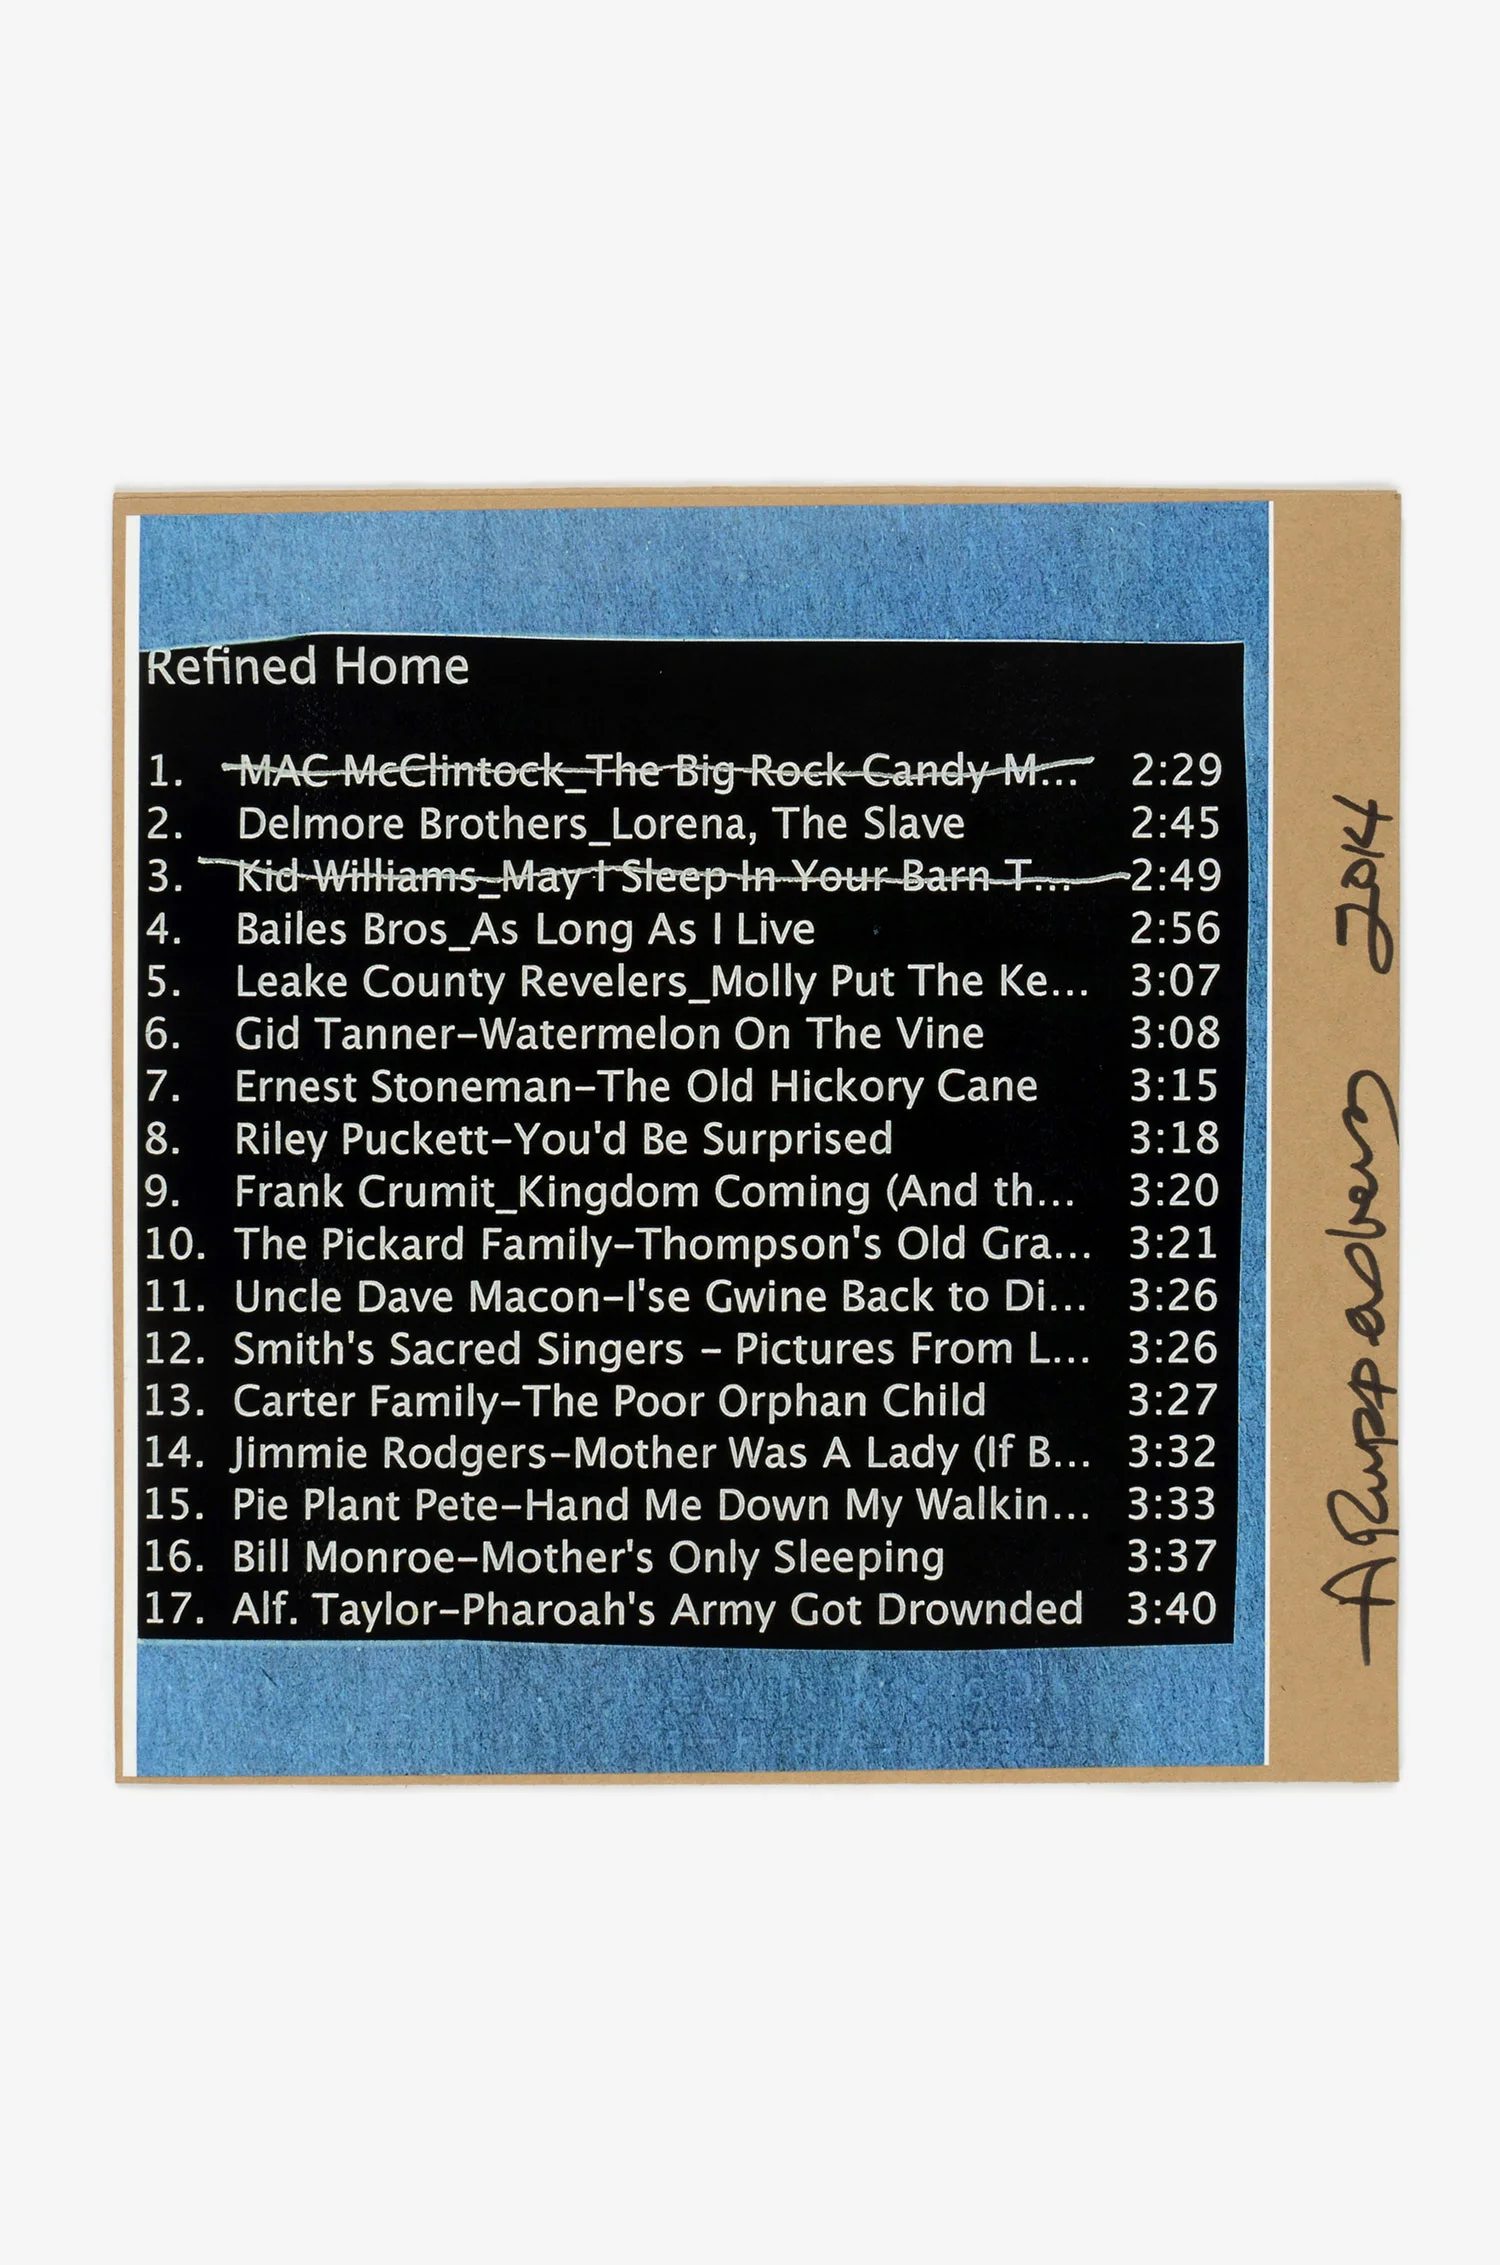 Refined Home
1. MAC McClintock_The Big Rock Candy M... 2:29
2. Delmore Brothers_Lorena, The Slave 2:45
3. Kid Williams_May I Sleep In Your Barn T... 2:49
4. Bailes Bros_As Long As I Live 2:56
5. Leake County Revelers_Molly Put The Ke... 3:07
6. Gid Tanner-Watermelon On The Vine 3:08
7. Ernest Stoneman-The Old Hickory Cane 3:15
8. Riley Puckett-You'd Be Surprised 3:18
9. Frank Crumit_Kingdom Coming (And th... 3:20
10. The Pickard Family-Thompson's Old Gra... 3:21
11. Uncle Dave Macon-I'se Gwine Back to Di... 3:26
12. Smith's Sacred Singers - Pictures From L... 3:26
13. Carter Family-The Poor Orphan Child 3:27
14. Jimmie Rodgers-Mother Was A Lady (If B... 3:32
15. Pie Plant Pete-Hand Me Down My Walkin... 3:33
16. Bill Monroe-Mother's Only Sleeping 3:37
17. Alf. Taylor-Pharoah's Army Got Drownded 3:40
2014